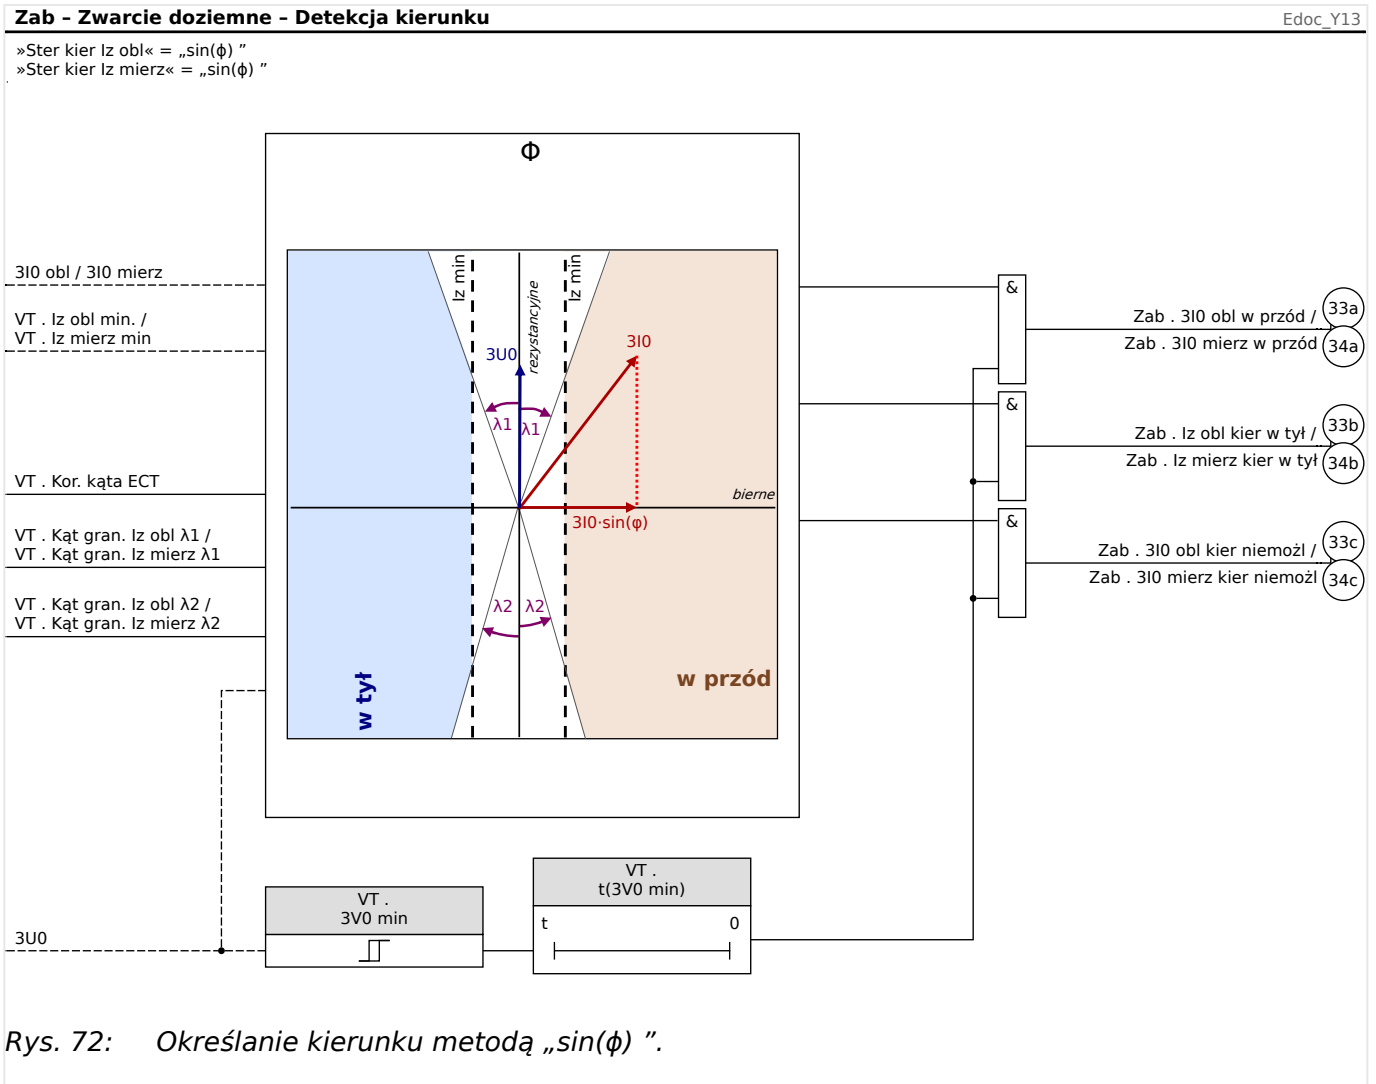 Zab – Zwarcie doziemne – Detekcja kierunku
Edoc_Y13
»Ster kier Iz obl« = „sin(ϕ) ”
»Ster kier Iz mierz« = „sin(ϕ) ”
Φ
3I0 obl / 3I0 mierz
VT . Iz obl min. /
VT . Iz mierz min
VT . Kor. kąta ECT
VT . Kąt gran. Iz obl λ1 /
VT . Kąt gran. Iz mierz λ1
VT . Kąt gran. Iz obl λ2 /
VT . Kąt gran. Iz mierz λ2
3U0
Iz min
rezystancyjne
Iz min
3U0
3I0
λ1
λ1
bierne
3I0·sin(φ)
λ2
λ2
w tył
w przód
&
Zab . 3I0 obl w przód /
33a
Zab . 3I0 mierz w przód
34a
&
Zab . Iz obl kier w tył /
33b
Zab . Iz mierz kier w tył
34b
&
Zab . 3I0 obl kier niemożl /
33c
Zab . 3I0 mierz kier niemożl
34c
VT .
3V0 min
VT .
t(3V0 min)
t
0
Rys. 72: Określanie kierunku metodą „sin(ϕ) ”.